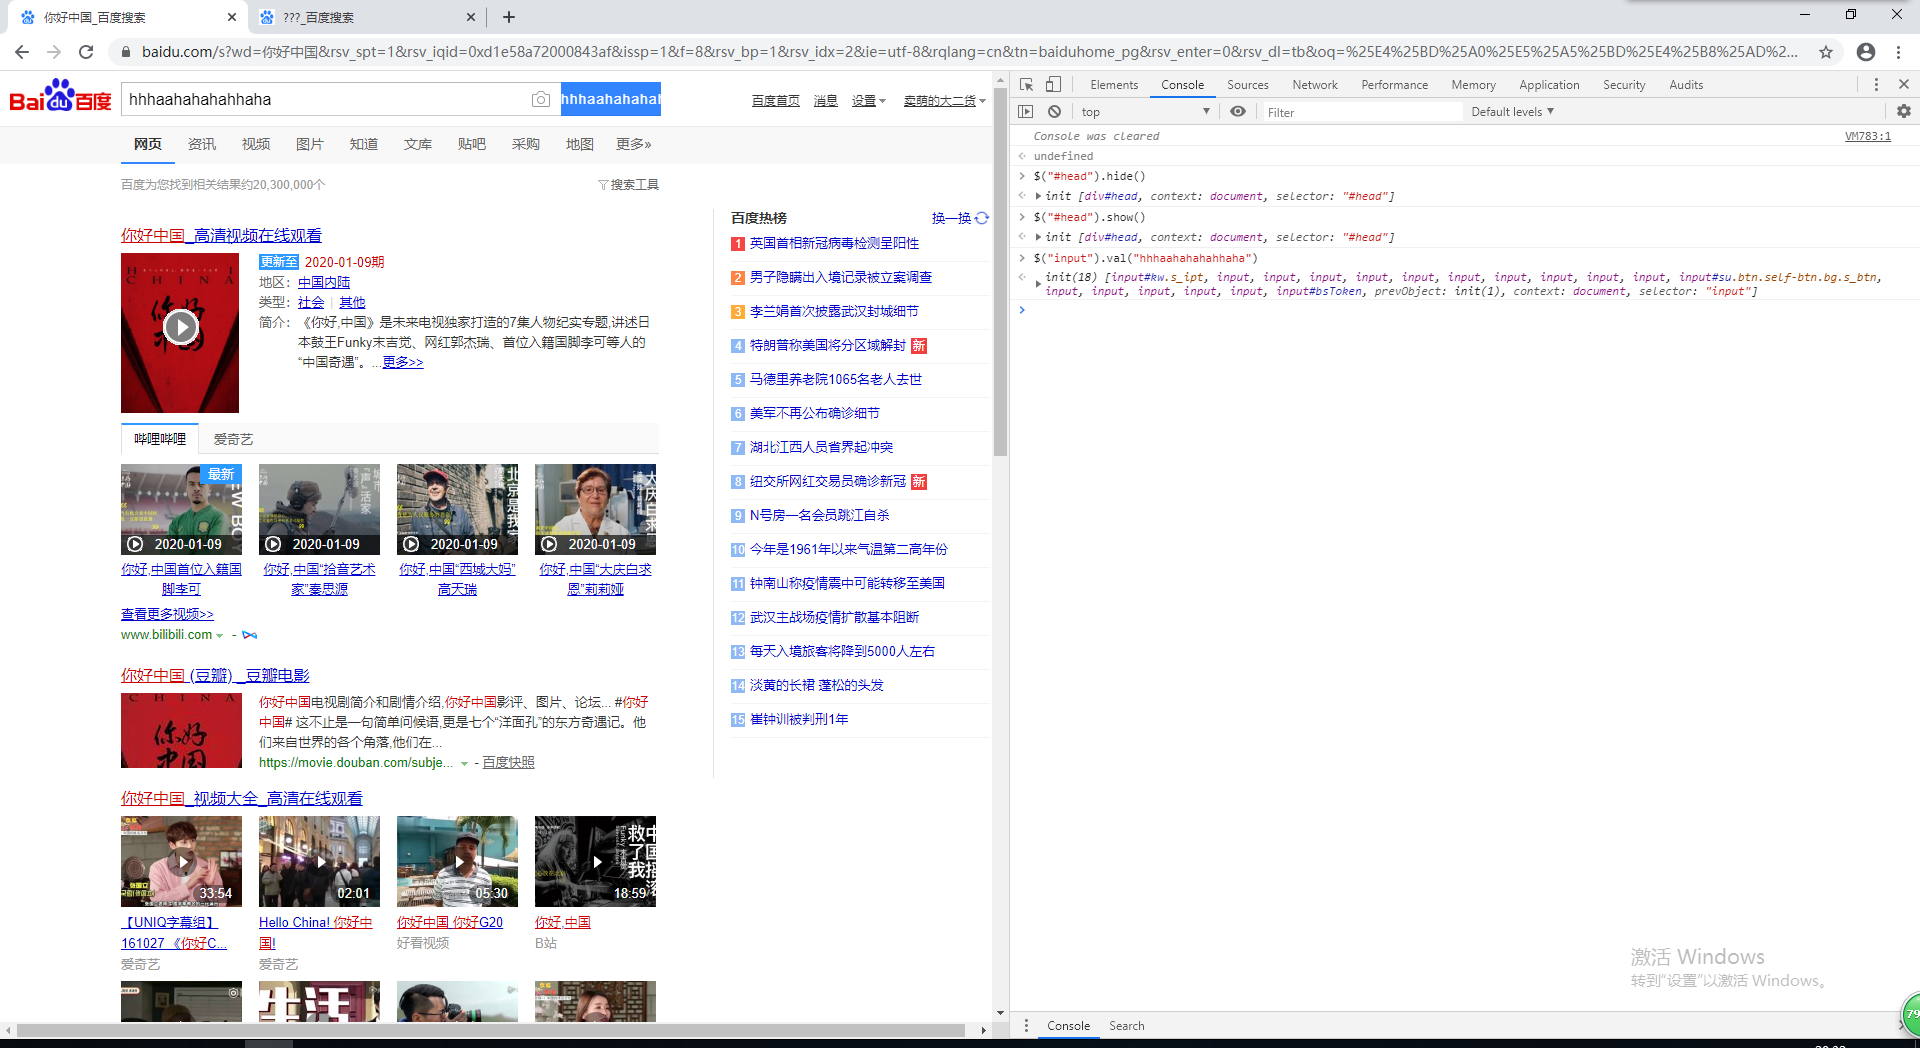 你好中国_百度搜索
???_百度搜索
baidu.com/s?wd=你好中国&rsv_spt=1&rsv_iqid=0xd1e58a72000843af&issp=1&f=8&rsv_bp=1&rsv_idx=2&ie=utf-8&rqlang=cn&tn=baiduhome_pg&rsv_enter=0&rsv_dl=tb&oq=%25E4%25BD%25A0%25E5%25A5%25BD%25E4%25B8%25AD%2...
Bai du 百度
hhhaahahahahhaha
hhhaahahahah
百度首页 消息 设置 卖萌的大二货
网页 资讯 视频 图片 知道 文库 贴吧 采购 地图 更多»
百度为您找到相关结果约20,300,000个
搜索工具
你好中国_高清视频在线观看
更新至 2020-01-09期
地区： 中国内陆
类型： 社会 | 其他
简介： 《你好,中国》是未来电视独家打造的7集人物纪实专题,讲述日
本鼓王Funky末吉觉、网红郭杰瑞、首位入籍国脚李可等人的
“中国奇遇”。...更多>>
H I
CHINA
你好
中国
哔哩哔哩 爱奇艺
最新
2020-01-09
2020-01-09
2020-01-09
2020-01-09
你好,中国首位入籍国
脚李可
你好,中国“拾音艺术
家”秦思源
你好,中国“西城大妈”
高天瑞
你好,中国“大庆白求
恩”莉莉娅
查看更多视频>>
www.bilibili.com -
你好中国 (豆瓣) _豆瓣电影
CHINA
你好
中国
你好中国电视剧简介和剧情介绍,你好中国影评、图片、论坛... #你好
中国# 这不止是一句简单问候语,更是七个“洋面孔”的东方奇遇记。他
们来自世界的各个角落,他们在...
https://movie.douban.com/subje... - 百度快照
你好中国_视频大全_高清在线观看
33:54
02:01
05:30
18:59
【UNIQ字幕组】
161027 《你好C...
爱奇艺
Hello China! 你好中
国!
爱奇艺
你好中国 你好G20
好看视频
你好,中国
B站
生活
百度热榜
换一换
1 英国首相新冠病毒检测呈阳性
2 男子隐瞒出入境记录被立案调查
3 李兰娟首次披露武汉封城细节
4 特朗普称美国将分区域解封 新
5 马德里养老院1065名老人去世
6 美军不再公布确诊细节
7 湖北江西人员省界起冲突
8 纽交所网红交易员确诊新冠 新
9 N号房一名会员跳江自杀
10 今年是1961年以来气温第二高年份
11 钟南山称疫情震中可能转移至美国
12 武汉主战场疫情扩散基本阻断
13 每天入境旅客将降到5000人左右
14 淡黄的长裙 蓬松的头发
15 崔钟训被判刑1年
Elements Console Sources Network Performance Memory Application Security Audits
top
Filter
Default levels
Console was cleared
VM783:1
undefined
$("#head").hide()
init [div#head, context: document, selector: "#head"]
$("#head").show()
init [div#head, context: document, selector: "#head"]
$("input").val("hhhaahahahahhaha")
init(18) [input#kw.s_ipt, input, input, input, input, input, input, input, input, input, input, input#su.btn.self-btn.bg.s_btn,
input, input, input, input, input, input#bsToken, prevObject: init(1), context: document, selector: "input"]
激活 Windows
转到“设置”以激活 Windows。
79
Console Search